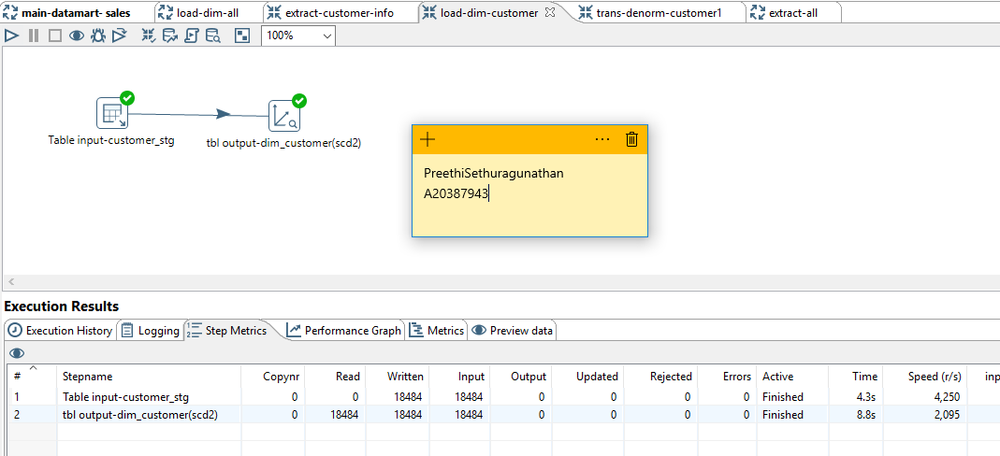 main-datamart- sales
load-dim-all
extract-customer-info
load-dim-customer
trans-denorm-customer1
extract-all
100%
Table input-customer_stg
tbl output-dim_customer(scd2)
PreethiSethuragunathan
A20387943
Execution Results
Execution History
Logging
Step Metrics
Performance Graph
Metrics
Preview data
# Stepname Copynr Read Written Input Output Updated Rejected Errors Active Time Speed (r/s) inp
1 Table input-customer_stg 0 0 18484 18484 0 0 0 0 Finished 4.3s 4,250
2 tbl output-dim_customer(scd2) 0 18484 18484 18484 0 0 0 0 Finished 8.8s 2,095